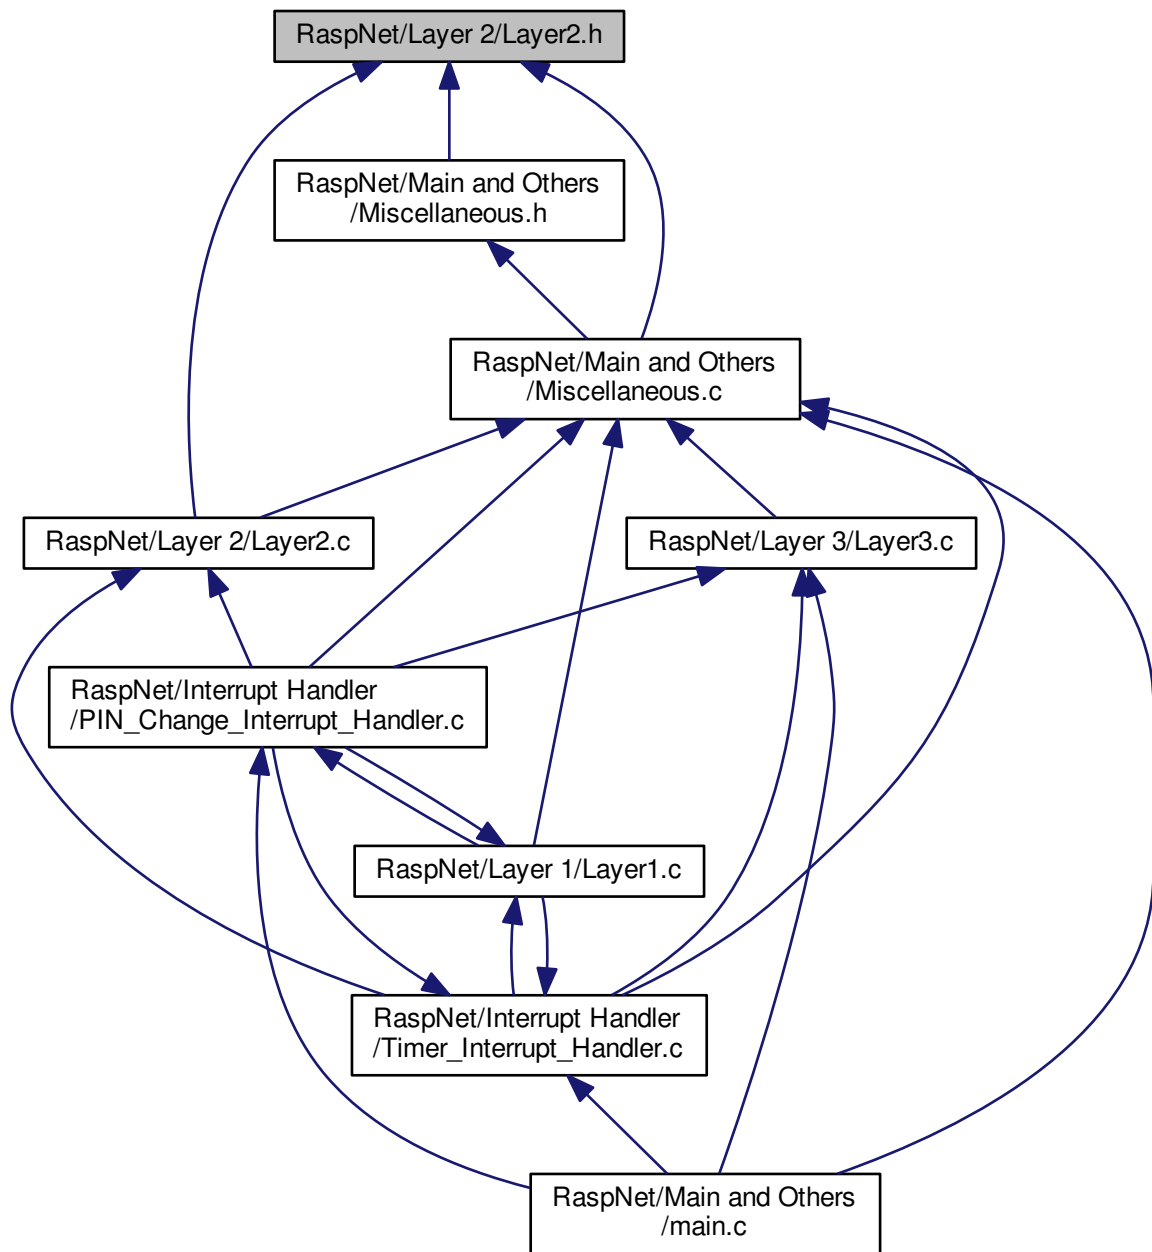 RaspNet/Layer 2/Layer2.h
RaspNet/Main and Others
/Miscellaneous.h
RaspNet/Main and Others
/Miscellaneous.c
RaspNet/Layer 2/Layer2.c
RaspNet/Layer 3/Layer3.c
RaspNet/Interrupt Handler
/PIN_Change_Interrupt_Handler.c
RaspNet/Layer 1/Layer1.c
RaspNet/Interrupt Handler
/Timer_Interrupt_Handler.c
RaspNet/Main and Others
/main.c